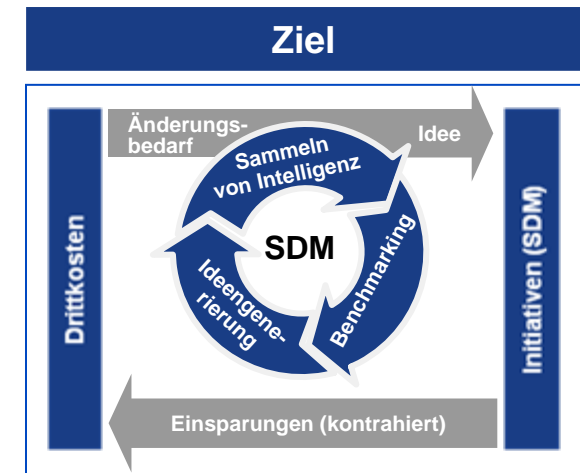 Ziel
Änderungs-
bedarf
Idee
Sammeln
von Intelligenz
Drittkosten
SDM
Benchmarking
Ideengene-
rierung
Initiativen (SDM)
Einsparungen (kontrahiert)